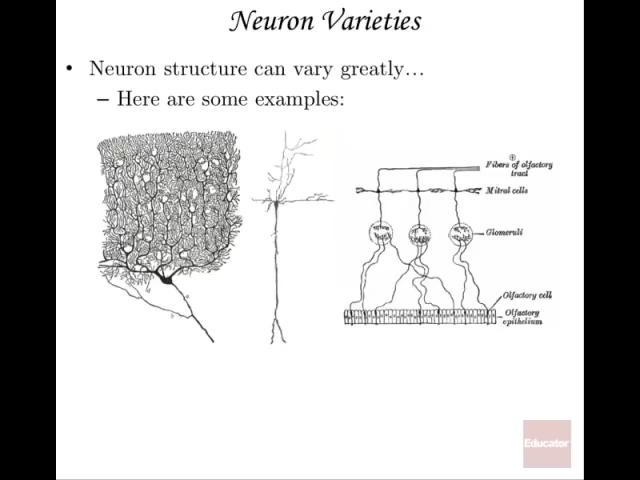 Neuron Varieties
• Neuron structure can vary greatly…
– Here are some examples:
Fibers of olfactory
tract
Mitral cells
Glomeruli
Olfactory cell
Olfactory
epithelium
Educator